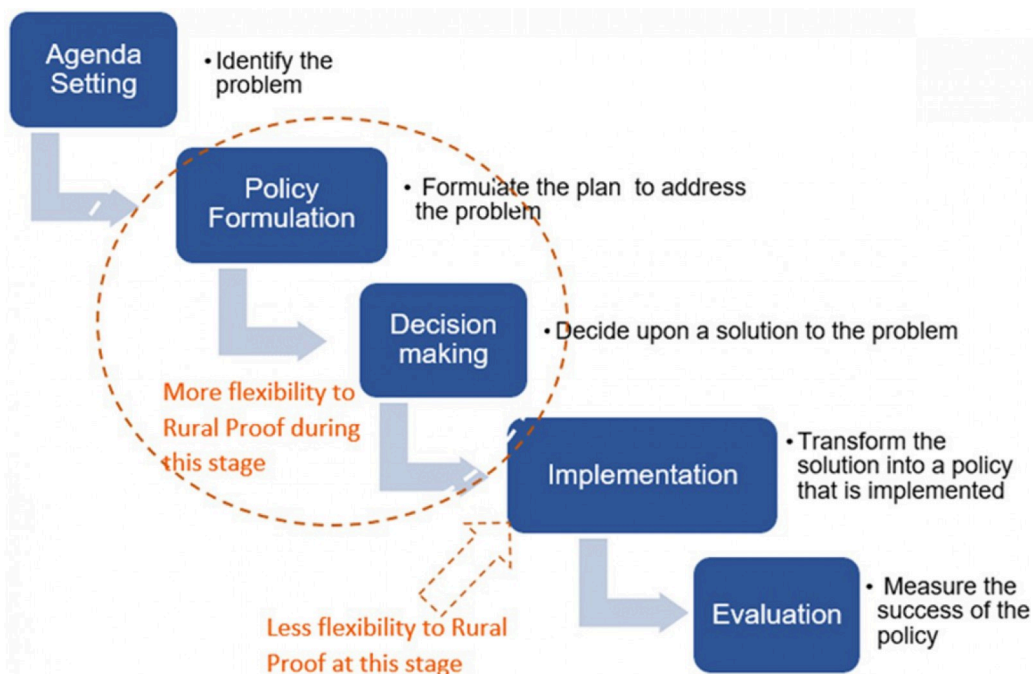 Agenda
Setting
• Identify the
problem
Policy
Formulation
• Formulate the plan to address
the problem
Decision
making
• Decide upon a solution to the problem
More flexibility to
Rural Proof during
this stage
Implementation
• Transform the
solution into a policy
that is implemented
Less flexibility to Rural
Proof at this stage
Evaluation
• Measure the
success of the
policy